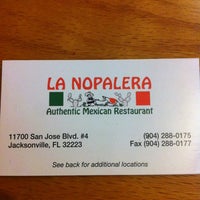 LA NOPALERA
Authentic Mexican Restaurant
11700 San Jose Blvd. #4 (904) 288-0175
Jacksonville, FL 32223 Fax (904) 288-0177
See back for additional locations